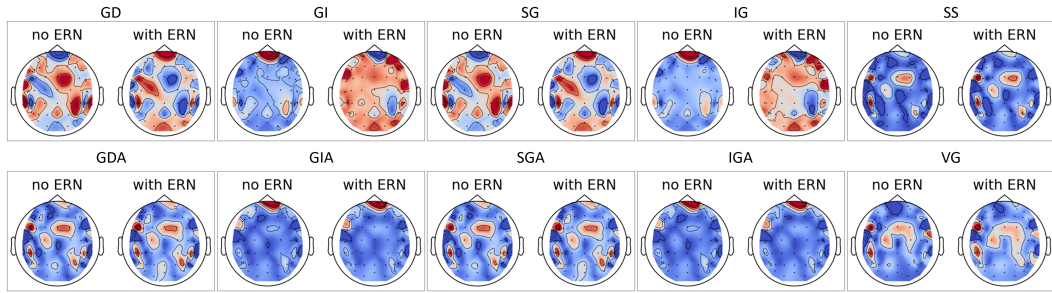 GD GI SG IG SS
no ERN with ERN no ERN with ERN no ERN with ERN no ERN with ERN no ERN with ERN
GDA GIA SGA IGA VG
no ERN with ERN no ERN with ERN no ERN with ERN no ERN with ERN no ERN with ERN